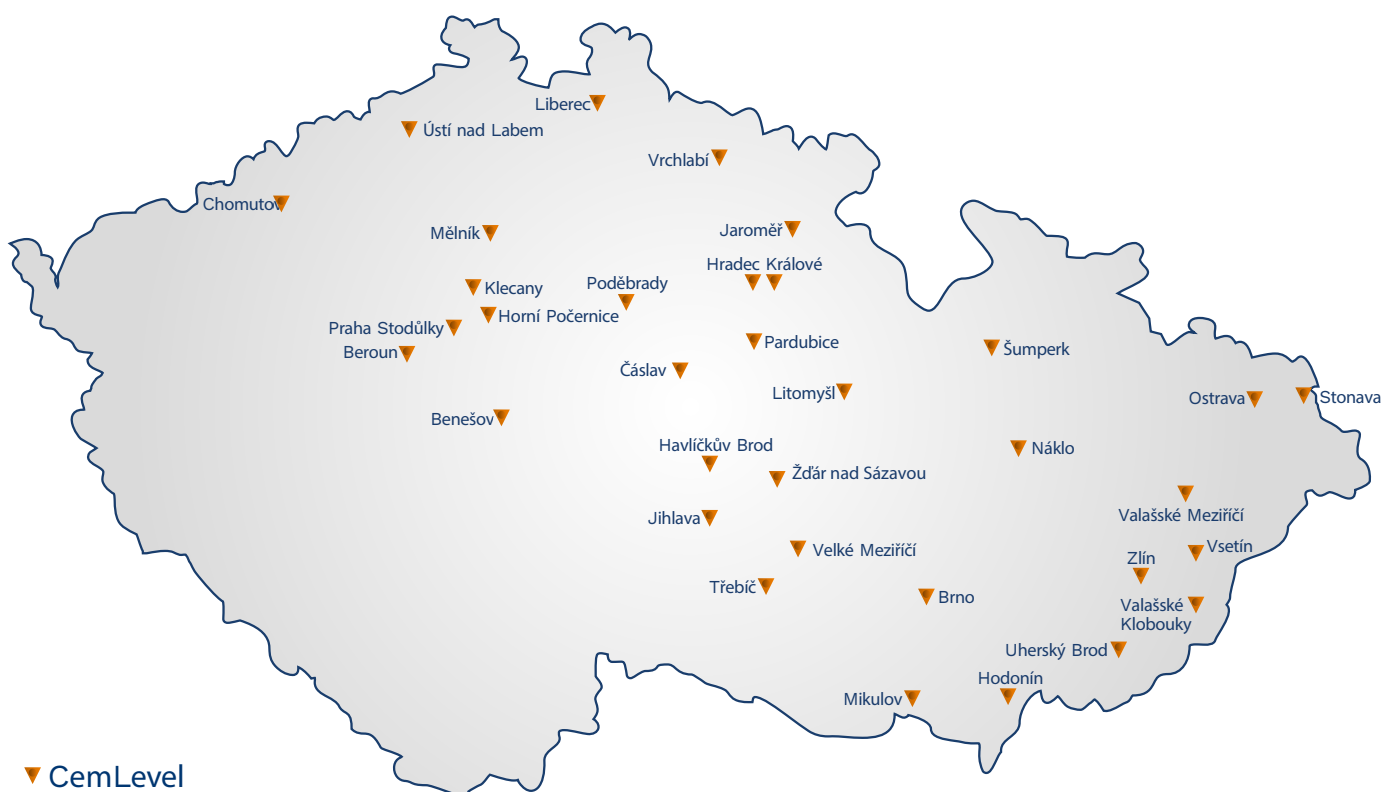 Liberec
Ústí nad Labem
Vrchlabí
Chomutov
Mělník
Jaroměř
Hradec Králové
Poděbrady
Klecany
Horní Počernice
Praha Stodůlky
Beroun
Pardubice
Šumperk
Čáslav
Litomyšl
Ostrava
Stonava
Benešov
Havlíčkův Brod
Náklo
Žďár nad Sázavou
Valašské Meziříčí
Jihlava
Velké Meziříčí
Vsetín
Zlín
Třebíč
Brno
Valašské
Klobouky
Uherský Brod
Hodonín
Mikulov
CemLevel